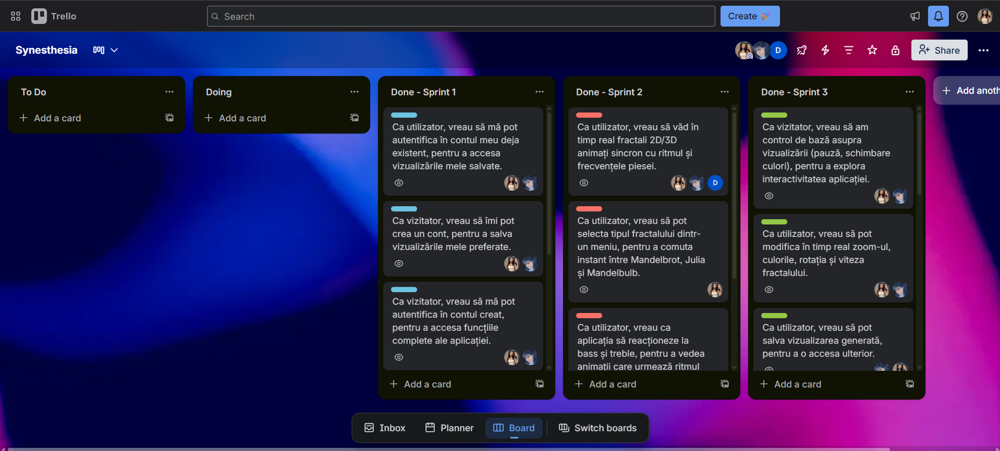 Trello
Search
Create
Synesthesia
D
Share
To Do
Add a card
Doing
Add a card
Done - Sprint 1
Ca utilizator, vreau să mă pot
autentifica în contul meu deja
existent, pentru a accesa
vizualizările mele salvate.
Ca vizitator, vreau să îmi pot
crea un cont, pentru a salva
vizualizările mele preferate.
Ca vizitator, vreau să mă pot
autentifica în contul creat,
pentru a accesa funcțiile
complete ale aplicației.
Add a card
Done - Sprint 2
Ca utilizator, vreau să văd în
timp real fractali 2D/3D
animați sincron cu ritmul și
frecvențele piesei.
D
Ca utilizator, vreau să pot
selecta tipul fractalului dintr-
un meniu, pentru a comuta
instant între Mandelbrot, Julia
și Mandelbulb.
Ca utilizator, vreau ca
aplicația să reacționeze la
bass și treble, pentru a vedea
animații care urmează ritmul
Add a card
Done - Sprint 3
Ca vizitator, vreau să am
control de bază asupra
vizualizării (pauză, schimbare
culori), pentru a explora
interactivitatea aplicației.
Ca utilizator, vreau să pot
modifica în timp real zoom-ul,
culorile, rotația și viteza
fractalului.
Ca utilizator, vreau să pot
salva vizualizarea generată,
pentru a o accesa ulterior.
Add a card
Add anoth
Inbox
Planner
Board
Switch boards